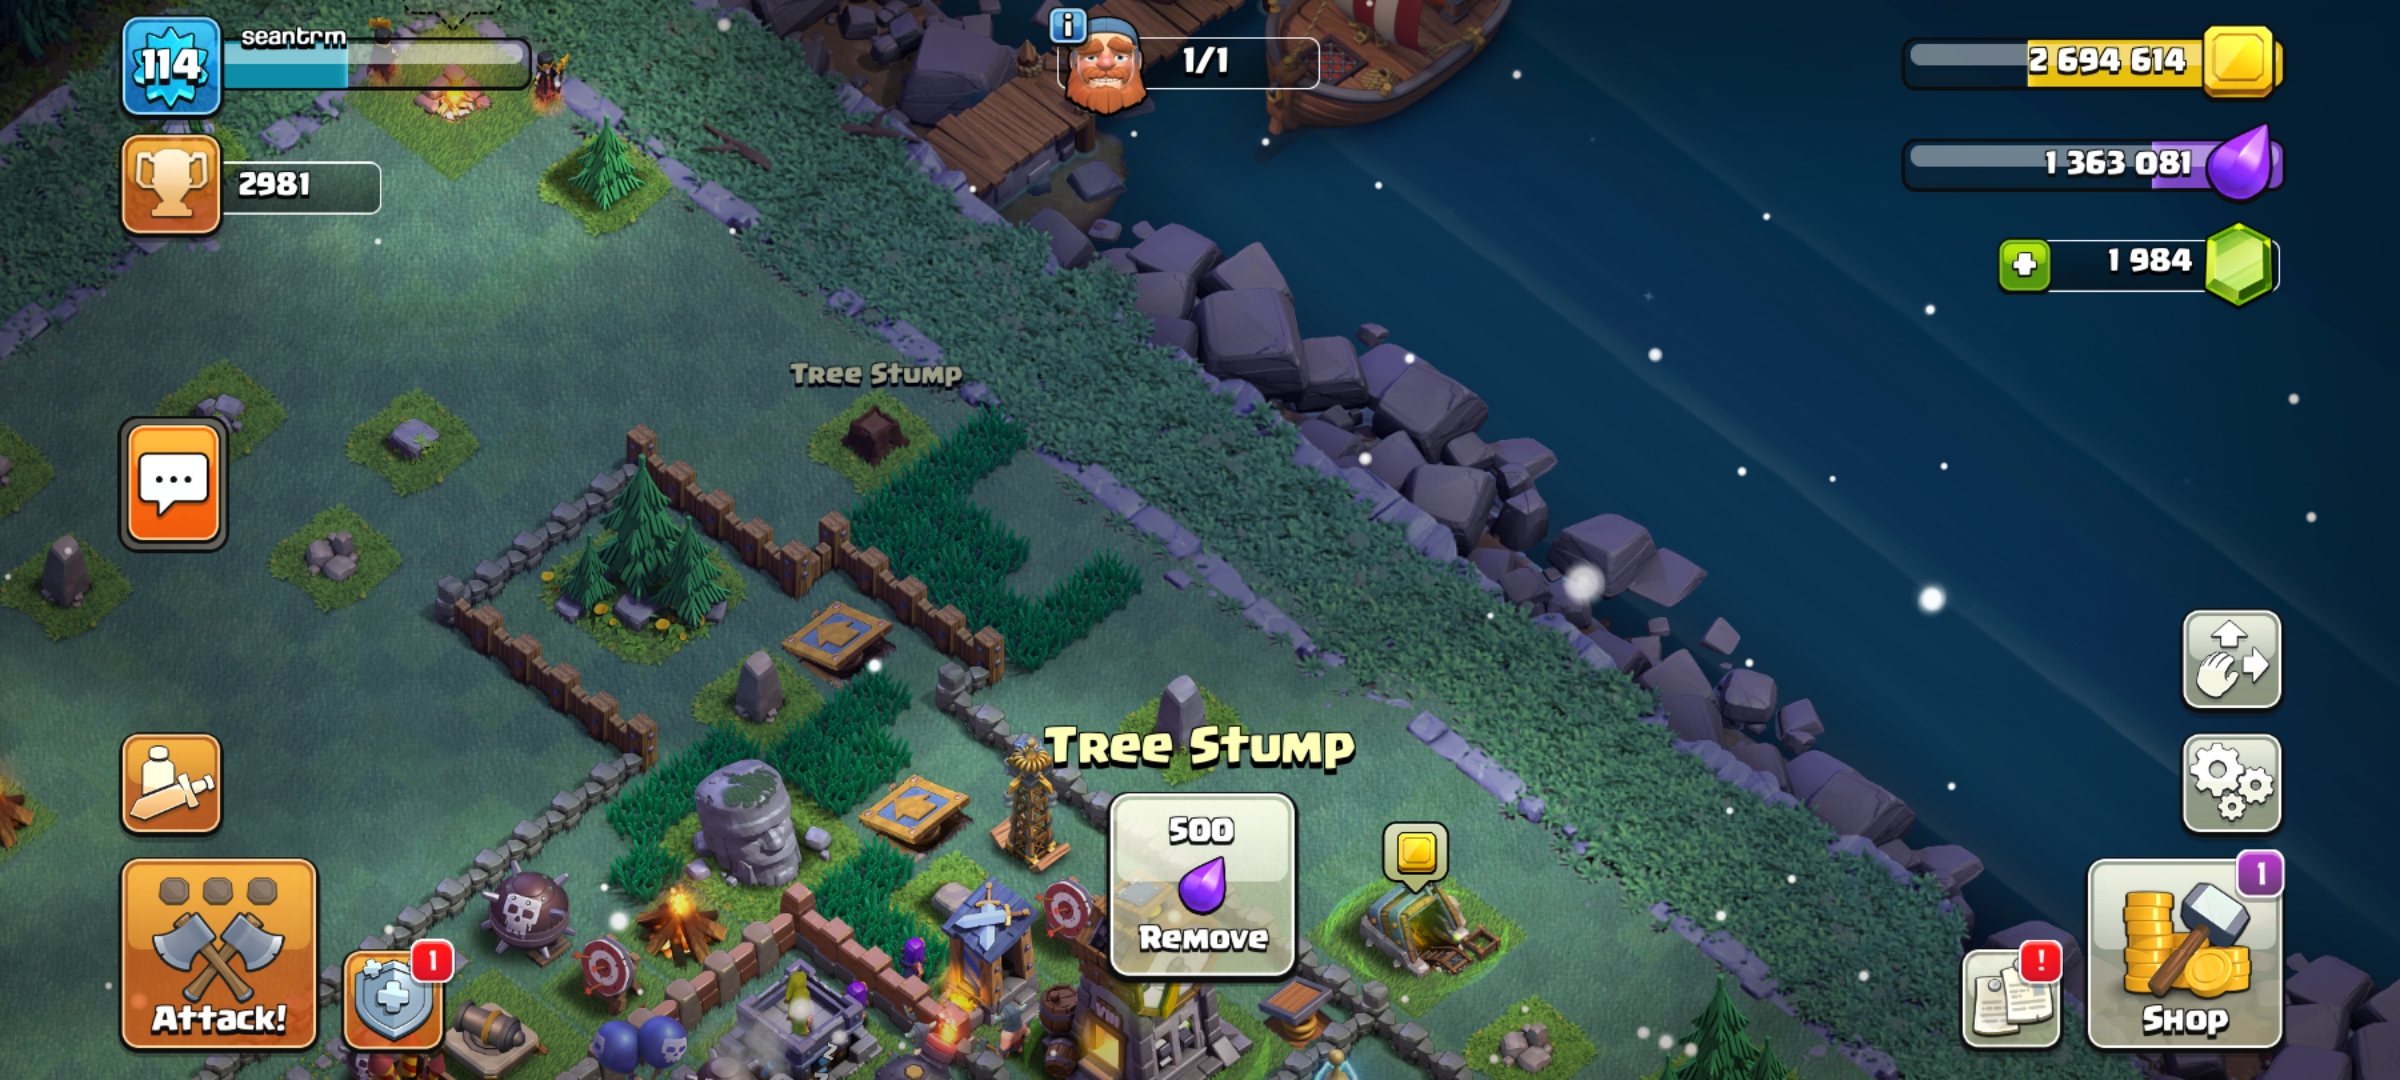 114
seantrm
1/1
2 694 614
2981
1 363 081
1 984
Tree Stump
Tree Stump
500
Remove
1
1
!
Attack!
Shop